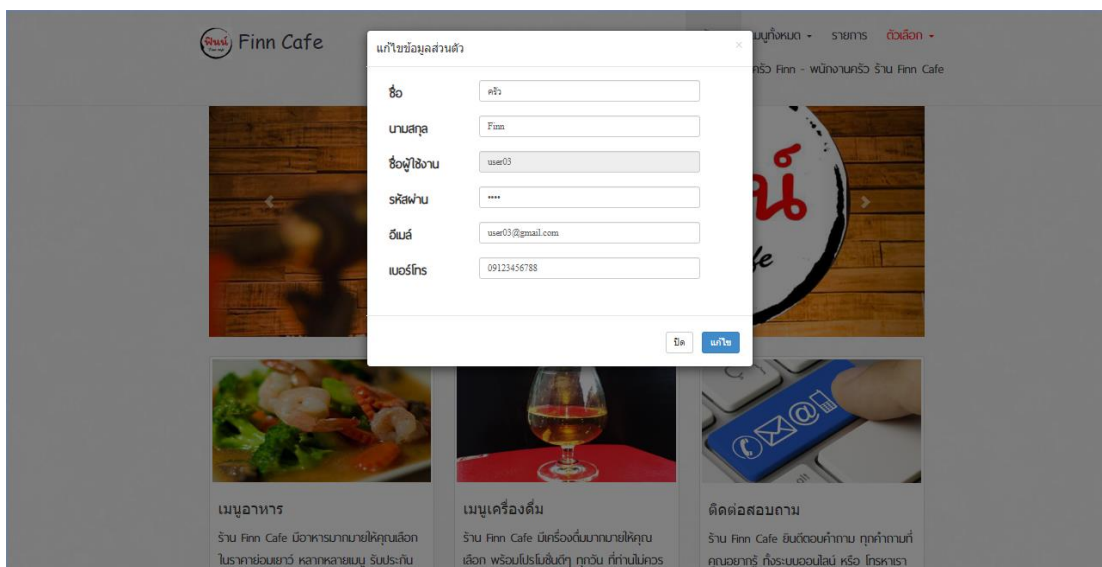 ฟินน์ Finn Cafe
เมนูทั้งหมด รายการ ตัวเลือก
ครัว Finn - พนักงานครัว ร้าน Finn Cafe
แก้ไขข้อมูลส่วนตัว
×
ชื่อ ครัว
นามสกุล Finn
ชื่อผู้ใช้งาน user03
รหัสผ่าน ••••
อีเมล์ user03@gmail.com
เบอร์โทร 09123456788
ปิด แก้ไข
เมนูอาหาร
ร้าน Finn Cafe มีอาหารมากมายให้คุณเลือก
ในราคาย่อมเยาว์ หลากหลายเมนู รับประกัน
เมนูเครื่องดื่ม
ร้าน Finn Cafe มีเครื่องดื่มมากมายให้คุณ
เลือก พร้อมโปรโมชั่นดีๆ ทุกวัน ที่ท่านไม่ควร
alt
ติดต่อสอบถาม
ร้าน Finn Cafe ยินดีตอบคำถาม ทุกคำถามที่
คุณอยากรู้ ทั้งระบบออนไลน์ หรือ โทรหาเรา